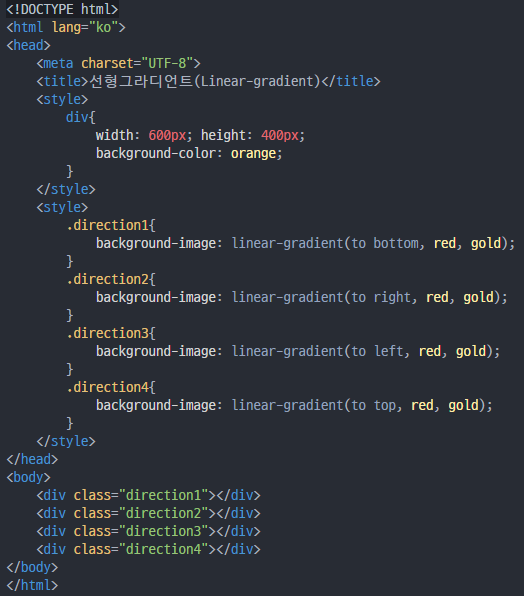 <!DOCTYPE html>
<html lang="ko">
<head>
    <meta charset="UTF-8">
    <title>선형그라디언트(Linear-gradient)</title>
    <style>
        div{
            width: 600px; height: 400px;
            background-color: orange;
        }
    </style>
    <style>
        .direction1{
            background-image: linear-gradient(to bottom, red, gold);
        }
        .direction2{
            background-image: linear-gradient(to right, red, gold);
        }
        .direction3{
            background-image: linear-gradient(to left, red, gold);
        }
        .direction4{
            background-image: linear-gradient(to top, red, gold);
        }
    </style>
</head>
<body>
    <div class="direction1"></div>
    <div class="direction2"></div>
    <div class="direction3"></div>
    <div class="direction4"></div>
</body>
</html>